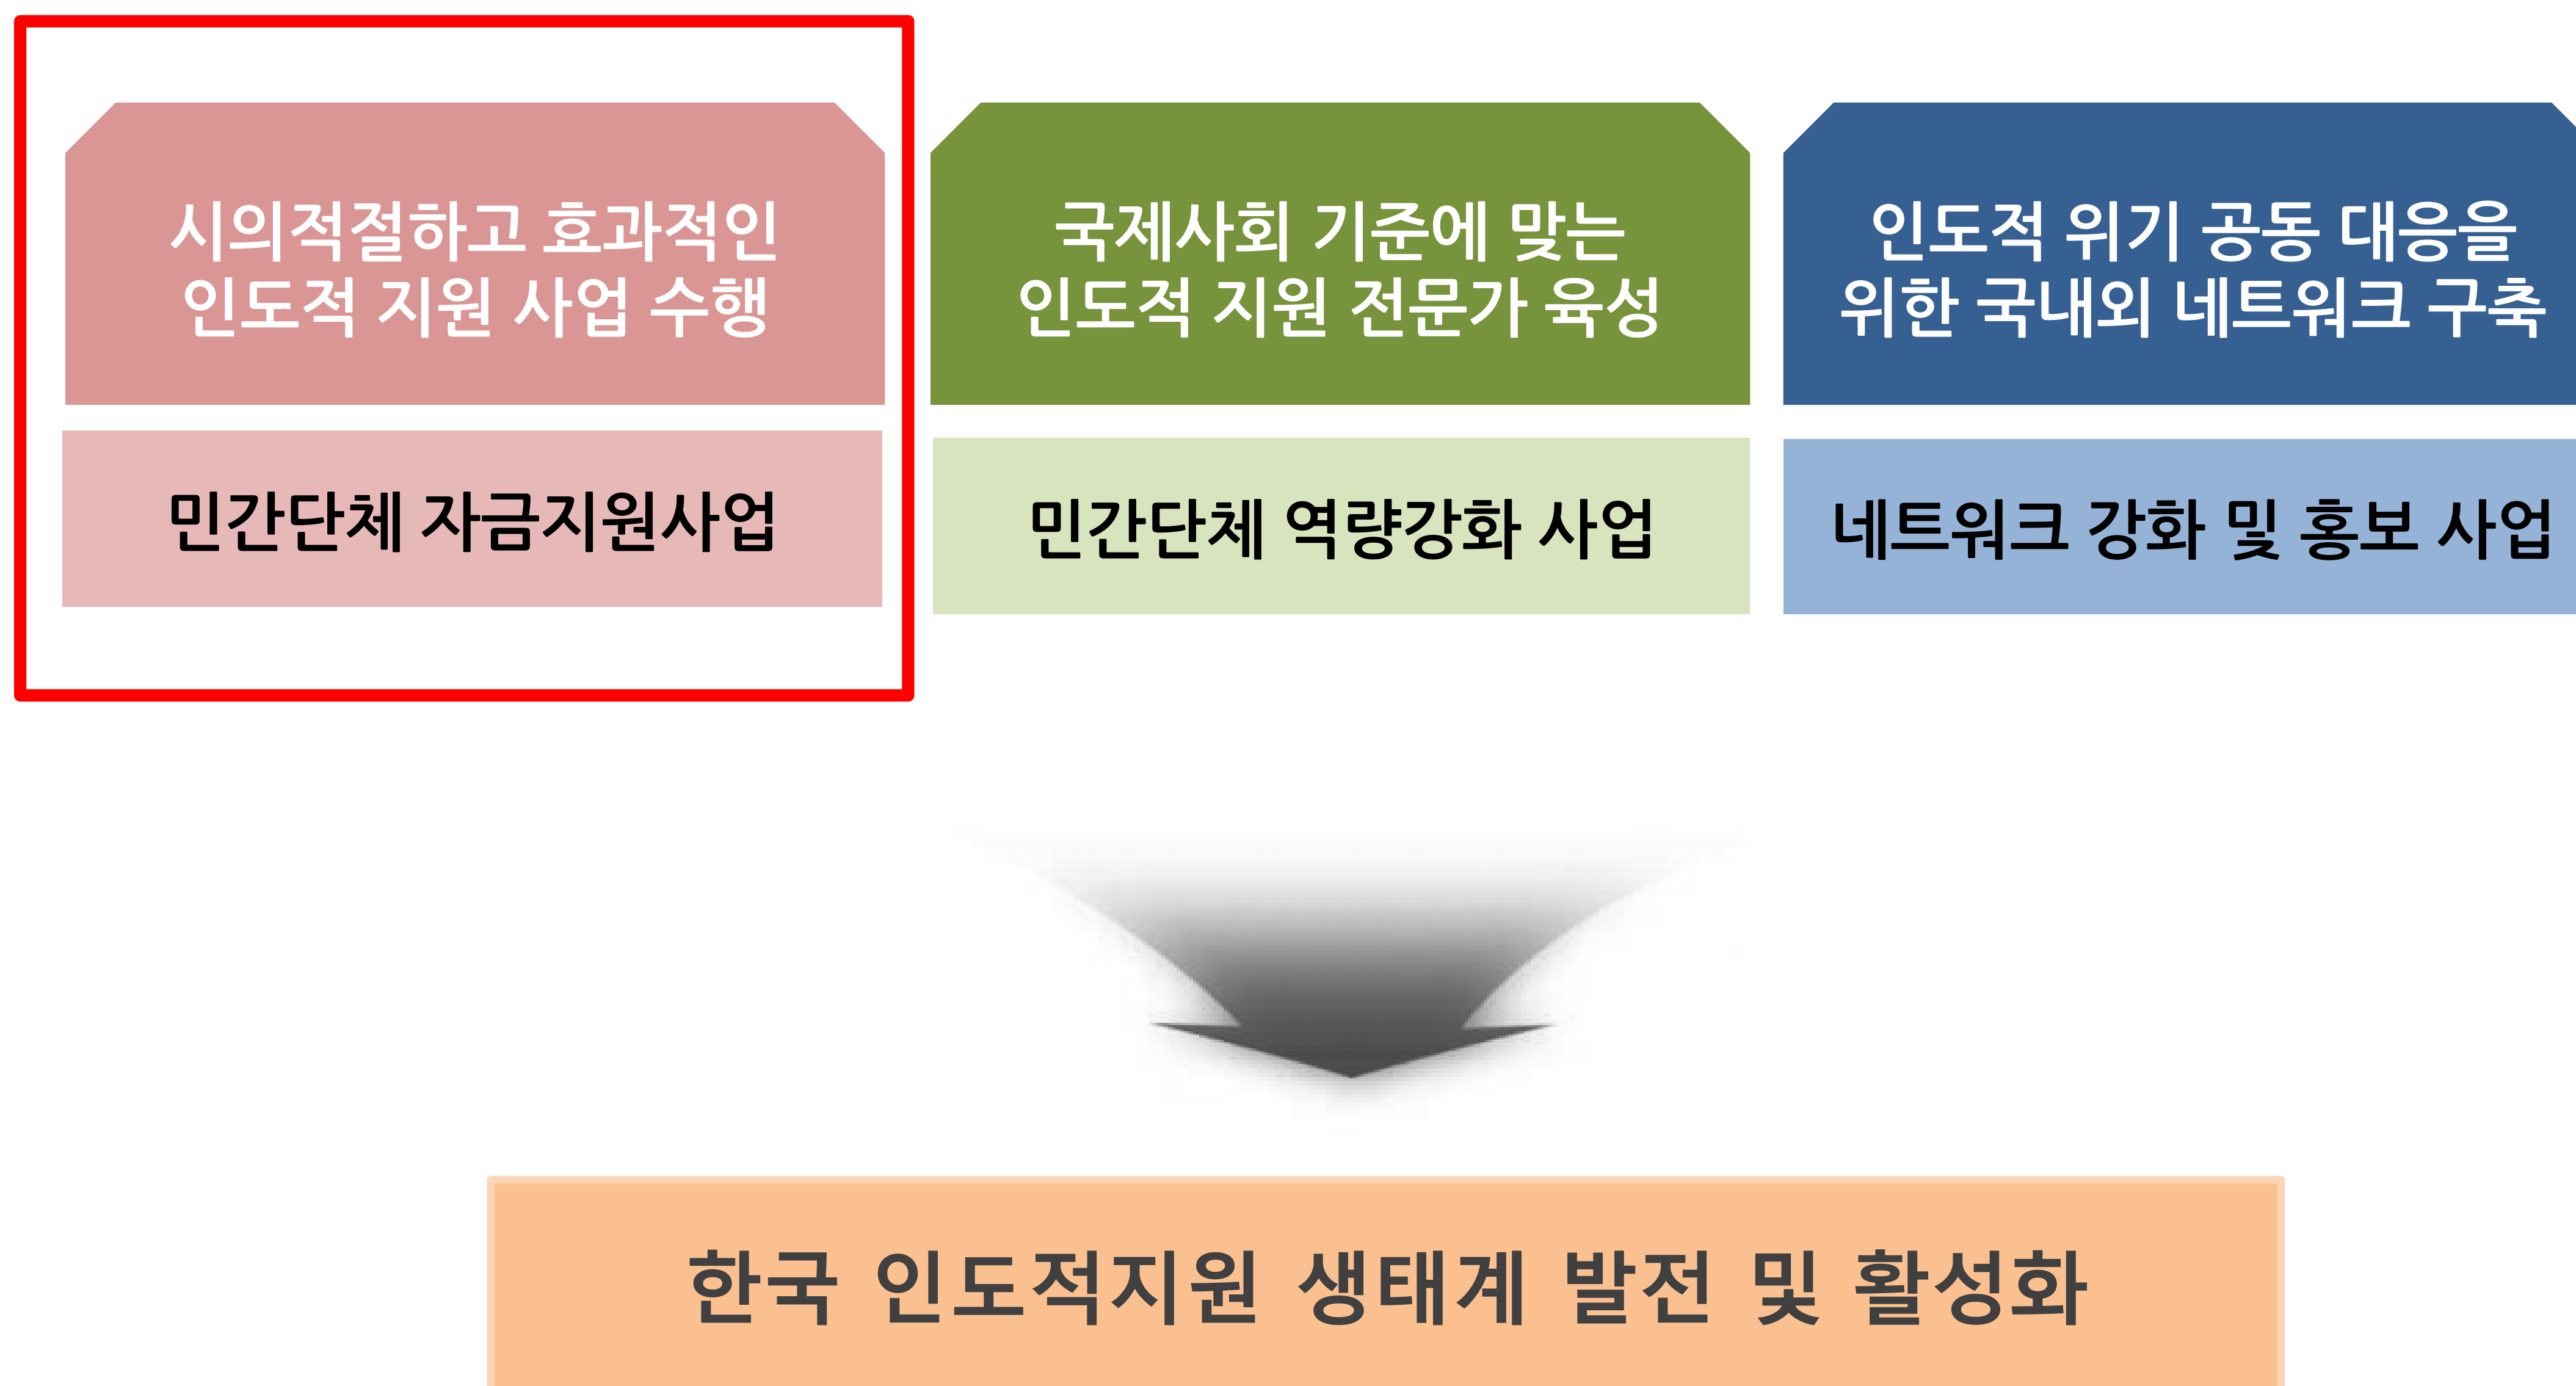 시의적절하고 효과적인
인도적 지원 사업 수행
민간단체 자금지원사업
국제사회 기준에 맞는
인도적 지원 전문가 육성
민간단체 역량강화 사업
인도적 위기 공동 대응을
위한 국내외 네트워크 구축
네트워크 강화 및 홍보 사업
한국 인도적지원 생태계 발전 및 활성화